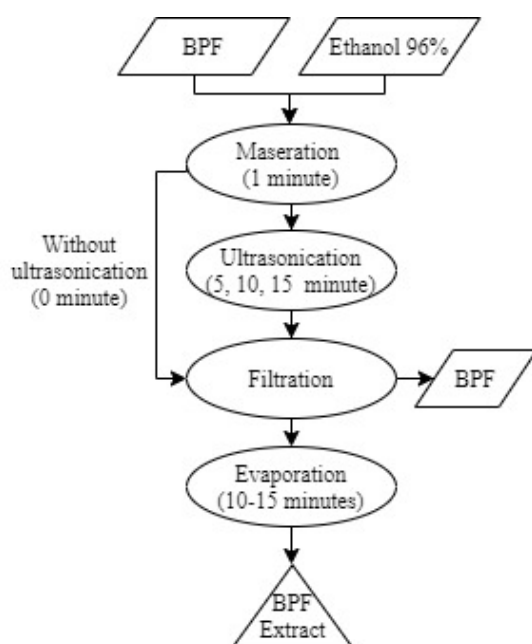 BPF
Ethanol 96%
Maseration
(1 minute)
Without
ultrasonication
(0 minute)
Ultrasonication
(5, 10, 15  minute)
Filtration
BPF
Evaporation
(10-15 minutes)
BPF
Extract